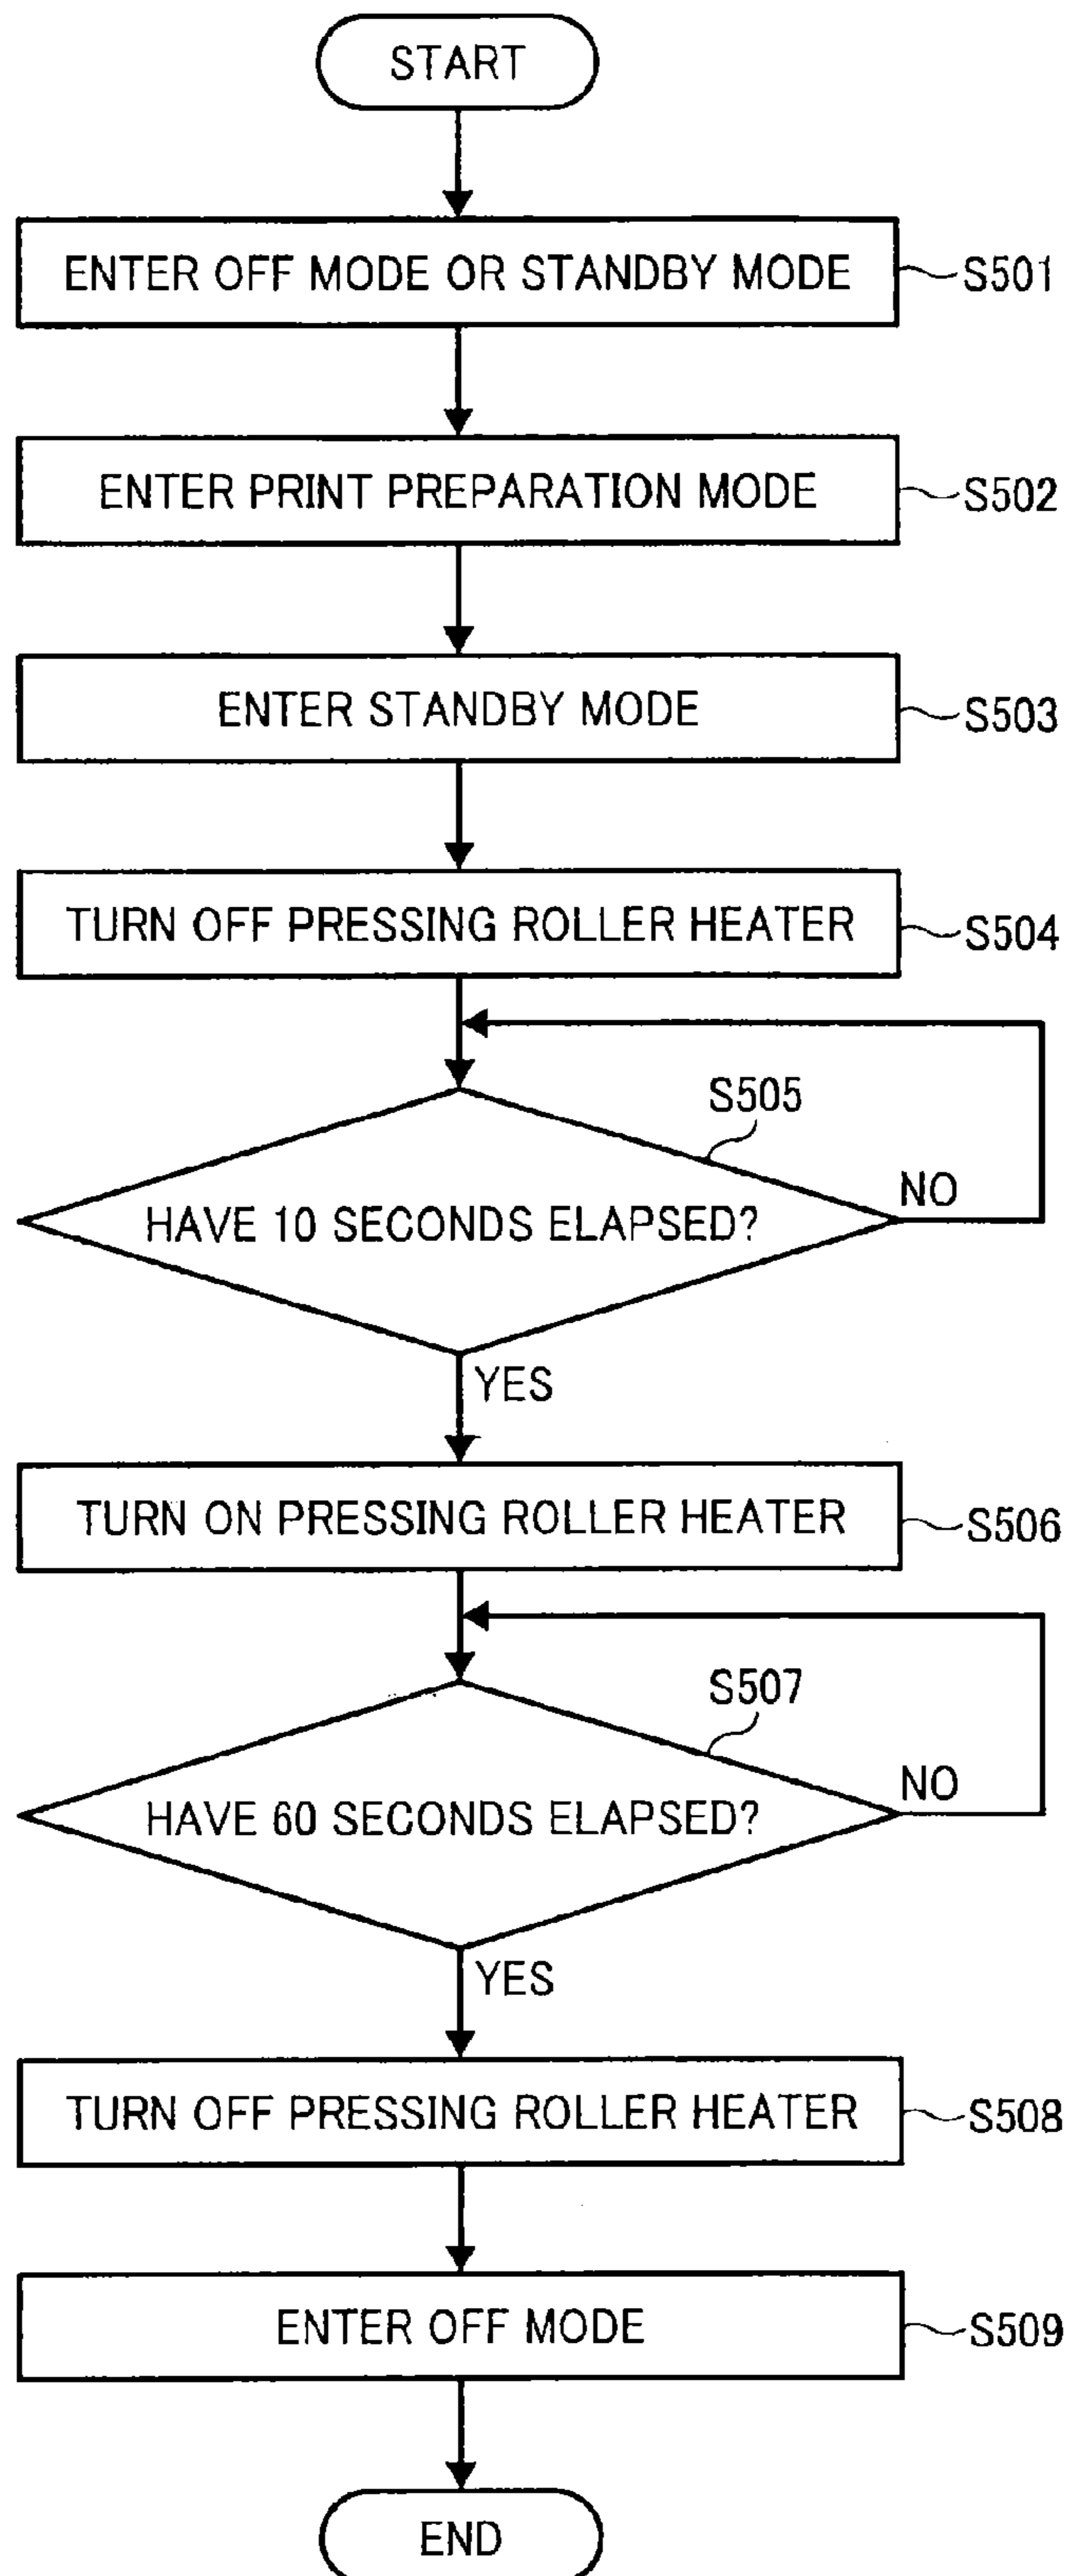 START
ENTER OFF MODE OR STANDBY MODE
S501
ENTER PRINT PREPARATION MODE
S502
ENTER STANDBY MODE
S503
TURN OFF PRESSING ROLLER HEATER
S504
S505
HAVE 10 SECONDS ELAPSED?
NO
YES
TURN ON PRESSING ROLLER HEATER
S506
S507
HAVE 60 SECONDS ELAPSED?
NO
YES
TURN OFF PRESSING ROLLER HEATER
S508
ENTER OFF MODE
S509
END